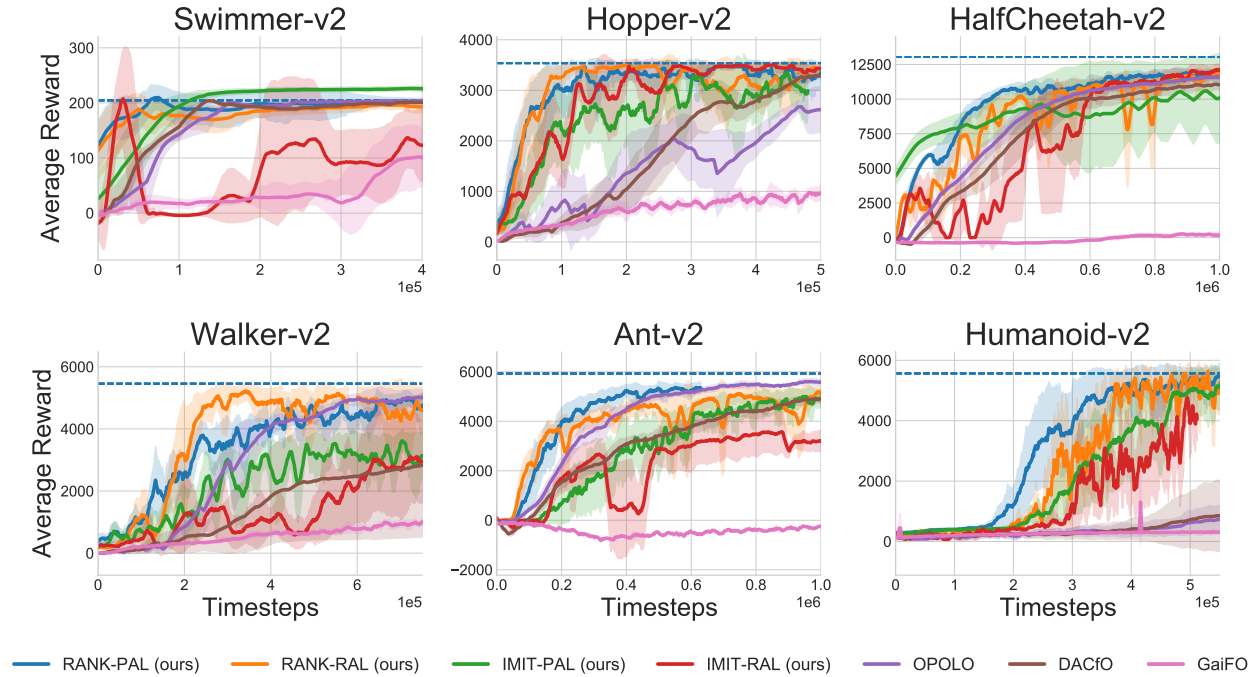 Swimmer-v2 Hopper-v2 HalfCheetah-v2
Average Reward
300
200
100
0
0 1 2 3 4
1e5
4000
3000
2000
1000
0
0 1 2 3 4 5
1e5
12500
10000
7500
5000
2500
0
0.0 0.2 0.4 0.6 0.8 1.0
1e6
Walker-v2 Ant-v2 Humanoid-v2
Average Reward
6000
4000
2000
0
0 2 4 6
1e5
Timesteps
6000
4000
2000
0
−2000
0.0 0.2 0.4 0.6 0.8 1.0
1e6
Timesteps
6000
4000
2000
0
0 1 2 3 4 5
1e5
Timesteps
RANK-PAL (ours) RANK-RAL (ours) IMIT-PAL (ours) IMIT-RAL (ours) OPOLO DACfO GaiFO